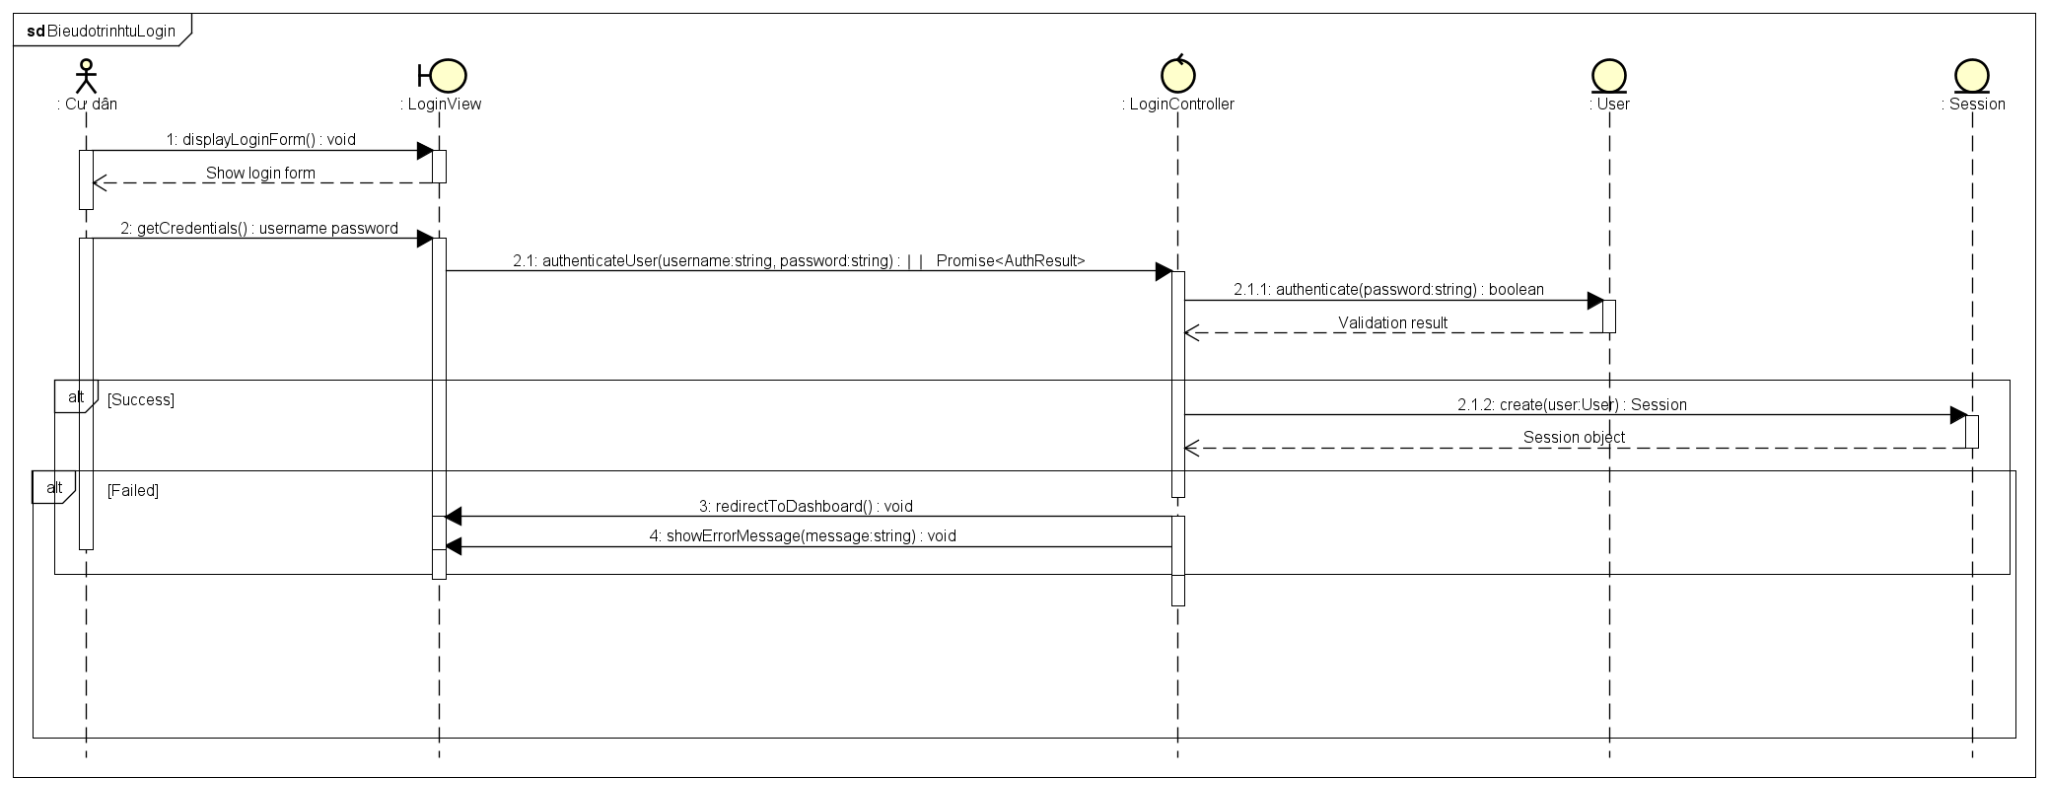 sd BieudotrinhtuLogin
: Cư dân
: LoginView
: LoginController
: User
: Session
1: displayLoginForm() : void
Show login form
2: getCredentials() : username password
2.1: authenticateUser(username:string, password:string) : | | Promise<AuthResult>
2.1.1: authenticate(password:string) : boolean
Validation result
alt [Success]
2.1.2: create(user:User) : Session
Session object
alt [Failed]
3: redirectToDashboard() : void
4: showErrorMessage(message:string) : void